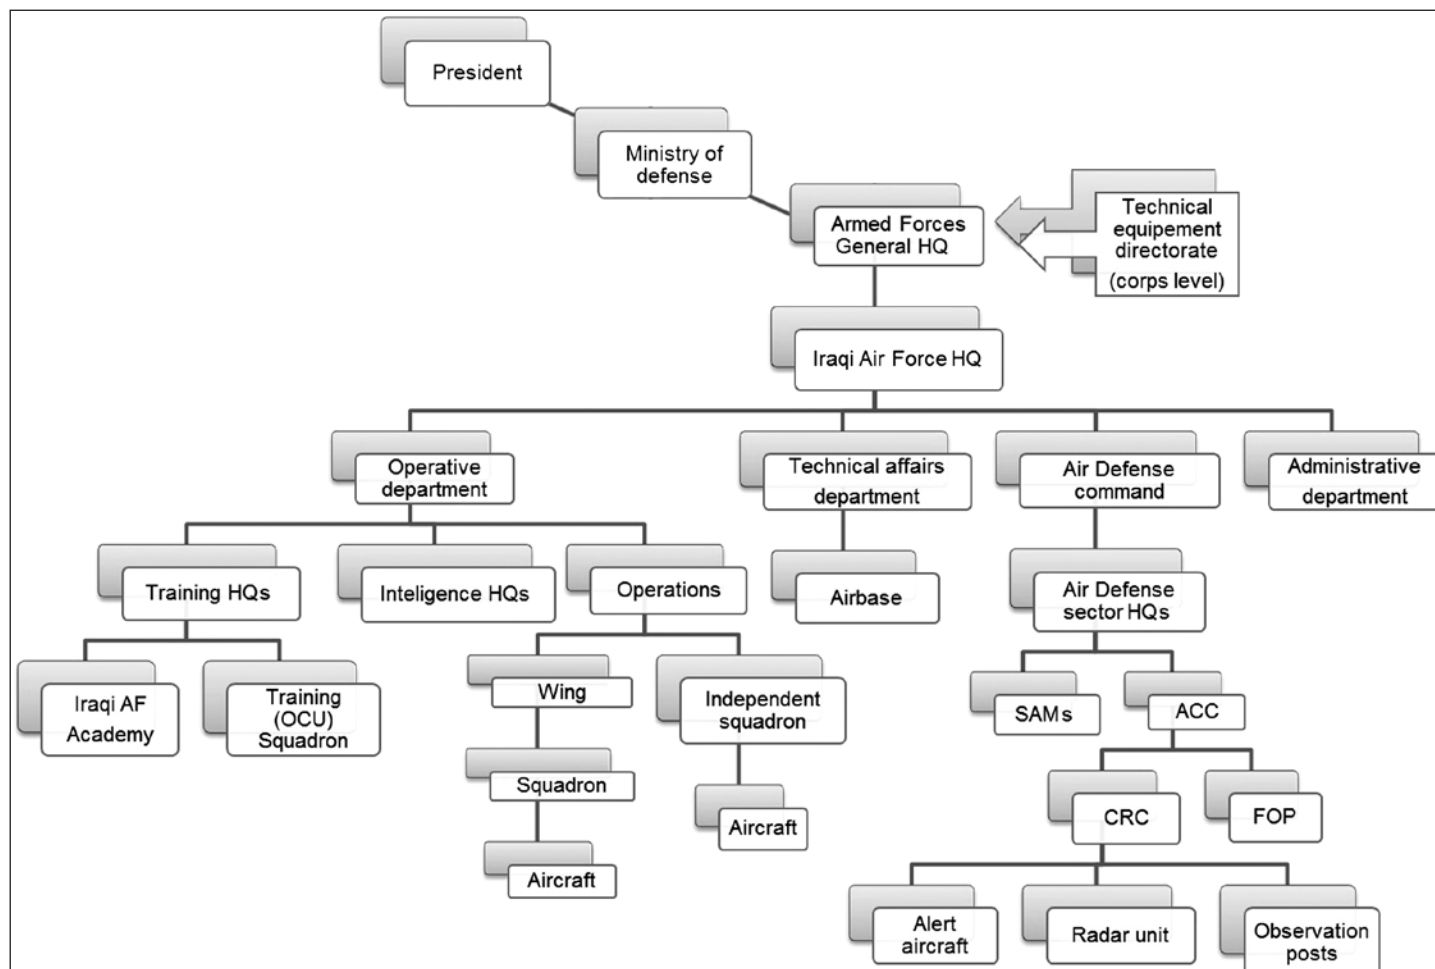 President
Ministry of
defense
Armed Forces
General HQ
Technical
equipement
directorate
(corps level)
Iraqi Air Force HQ
Operative
department
Technical affairs
department
Air Defense
command
Administrative
department
Training HQs
Inteligence HQs
Operations
Airbase
Air Defense
sector HQs
Iraqi AF
Academy
Training
(OCU)
Squadron
Wing
Independent
squadron
SAMs
ACC
Squadron
Aircraft
CRC
FOP
Aircraft
Alert
aircraft
Radar unit
Observation
posts